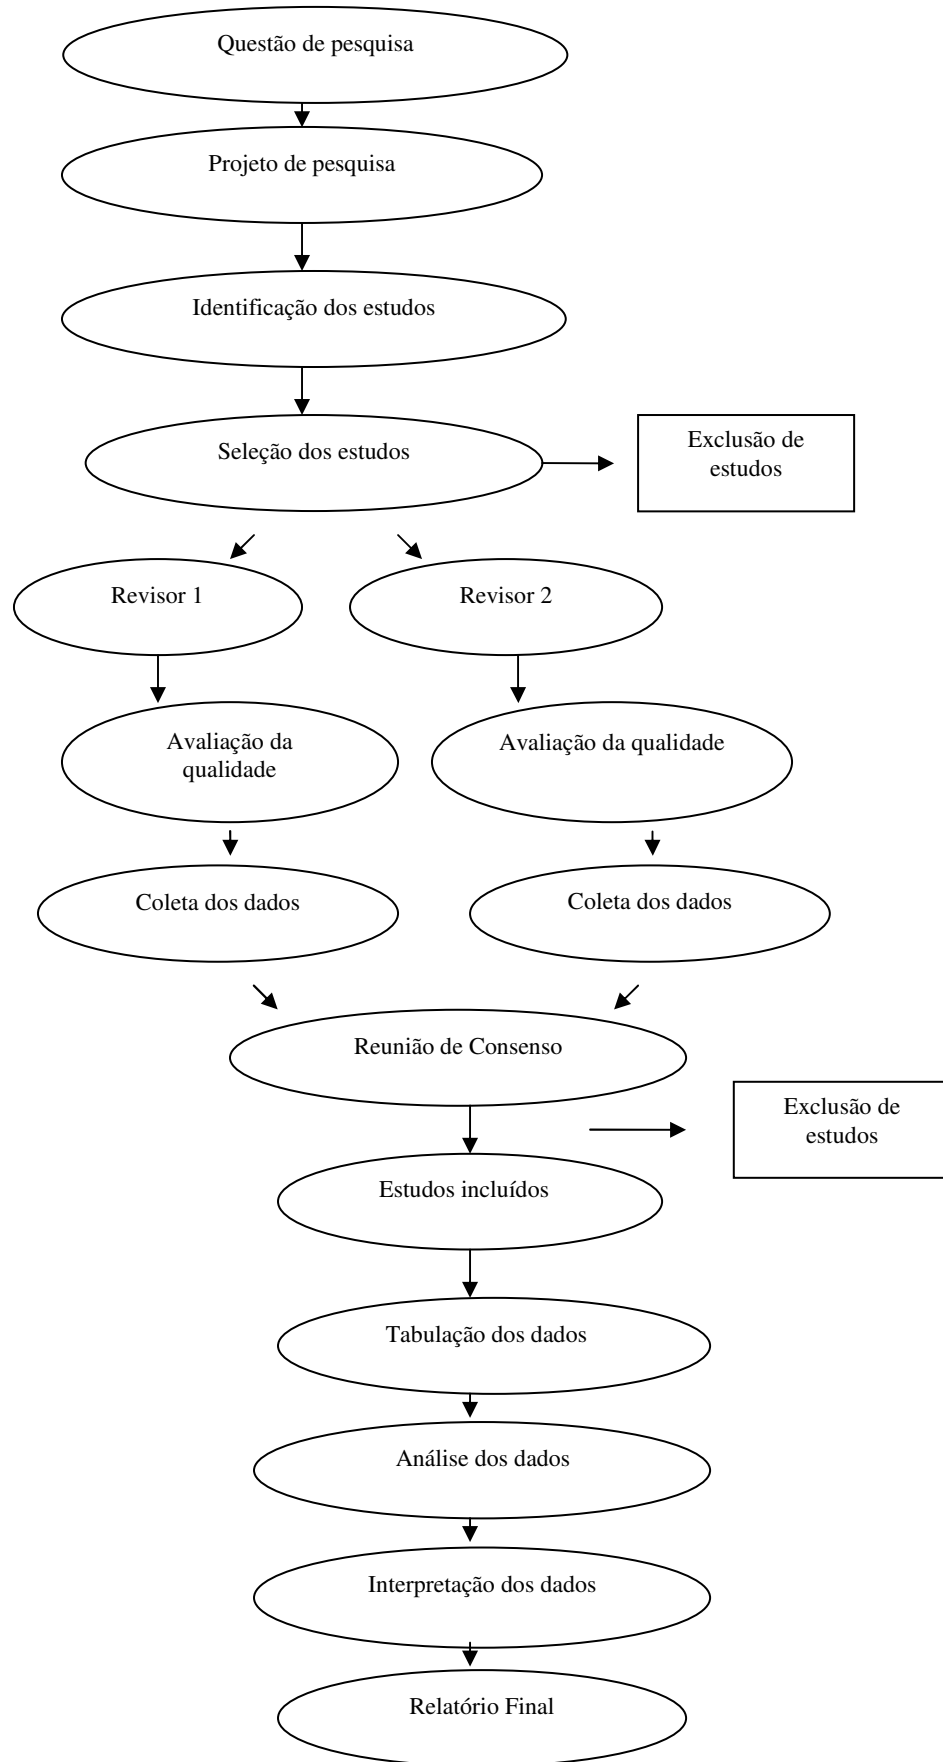 Questão de pesquisa
Projeto de pesquisa
Identificação dos estudos
Seleção dos estudos
Exclusão de
estudos
Revisor 1
Revisor 2
Avaliação da
qualidade
Avaliação da qualidade
Coleta dos dados
Coleta dos dados
Reunião de Consenso
Exclusão de
estudos
Estudos incluídos
Tabulação dos dados
Análise dos dados
Interpretação dos dados
Relatório Final